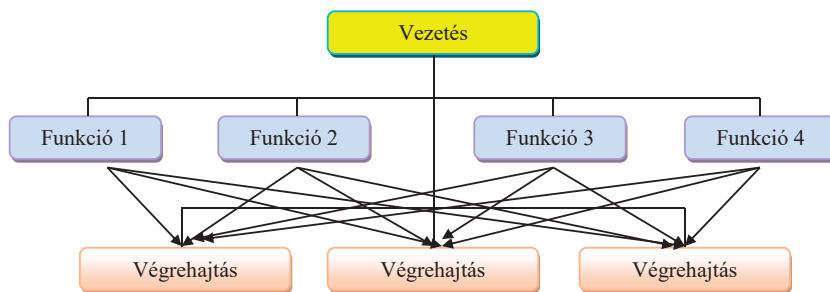 Vezetés
Funkció 1
Funkció 2
Funkció 3
Funkció 4
Végrehajtás
Végrehajtás
Végrehajtás